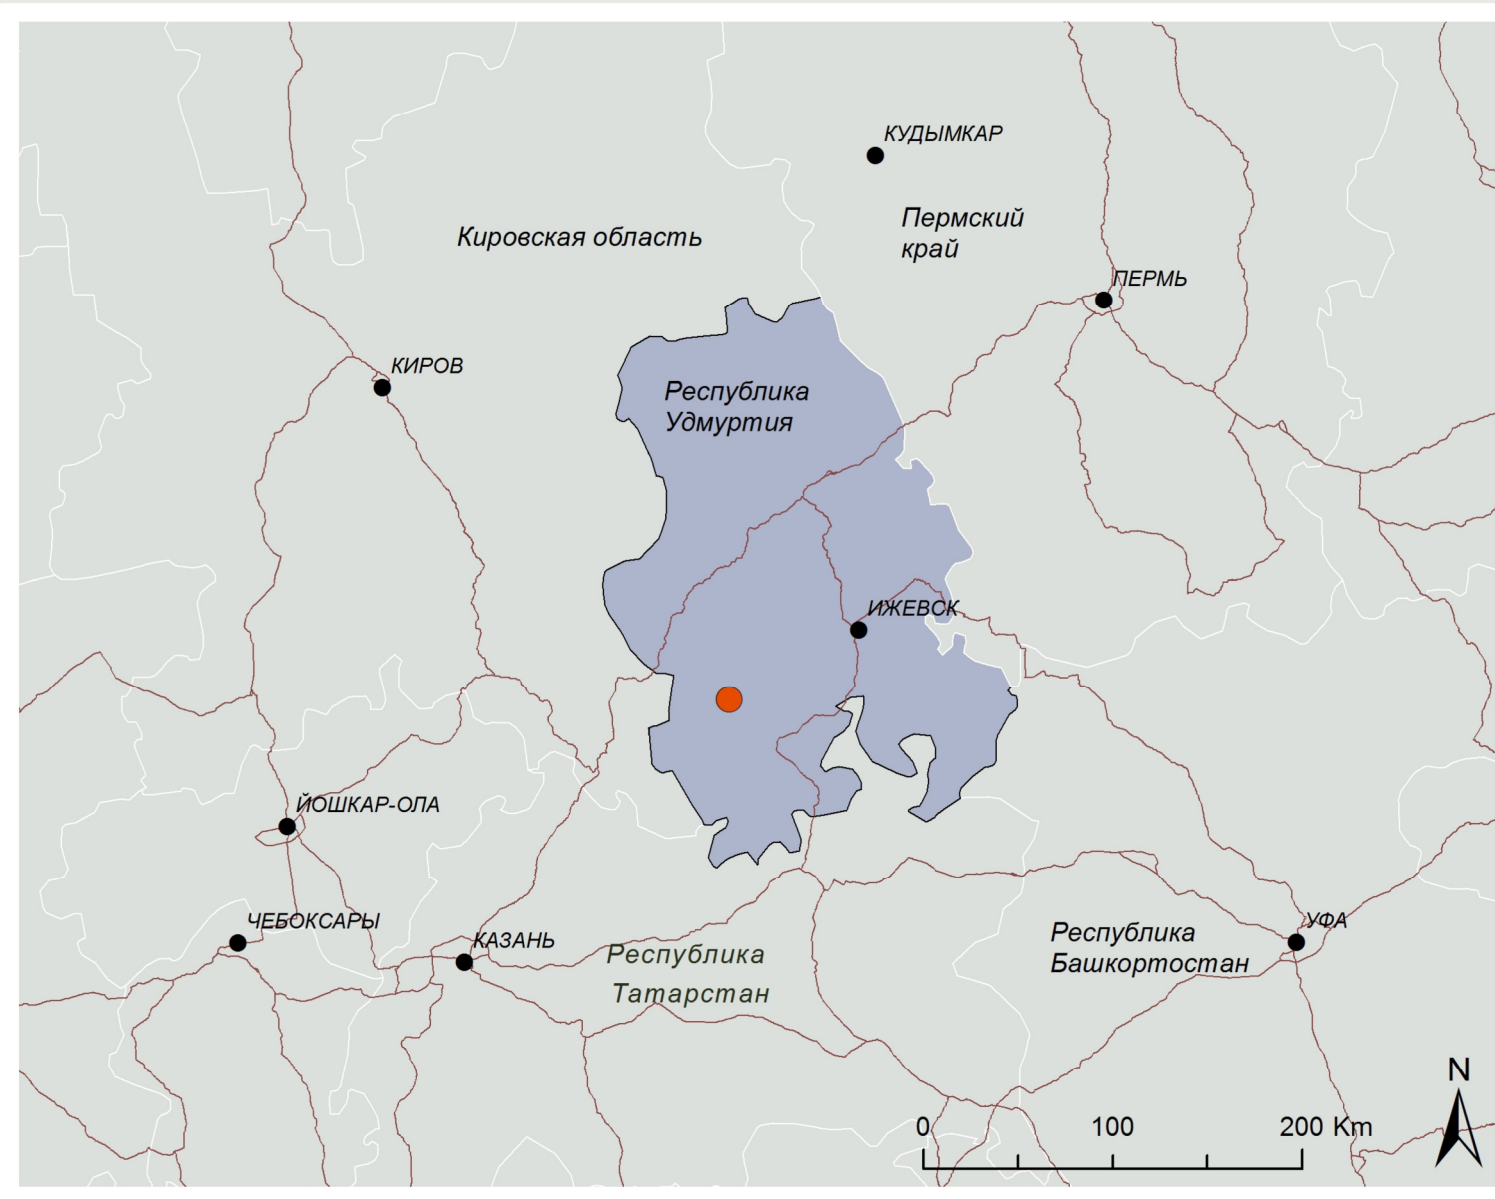 КУДЫМКАР
Пермский
край
Кировская область
ПЕРМЬ
КИРОВ
Республика
Удмуртия
ИЖЕВСК
ЙОШКАР-ОЛА
ЧЕБОКСАРЫ
КАЗАНЬ
Республика
Татарстан
УФА
Республика
Башкортостан
N
0 100 200 Km